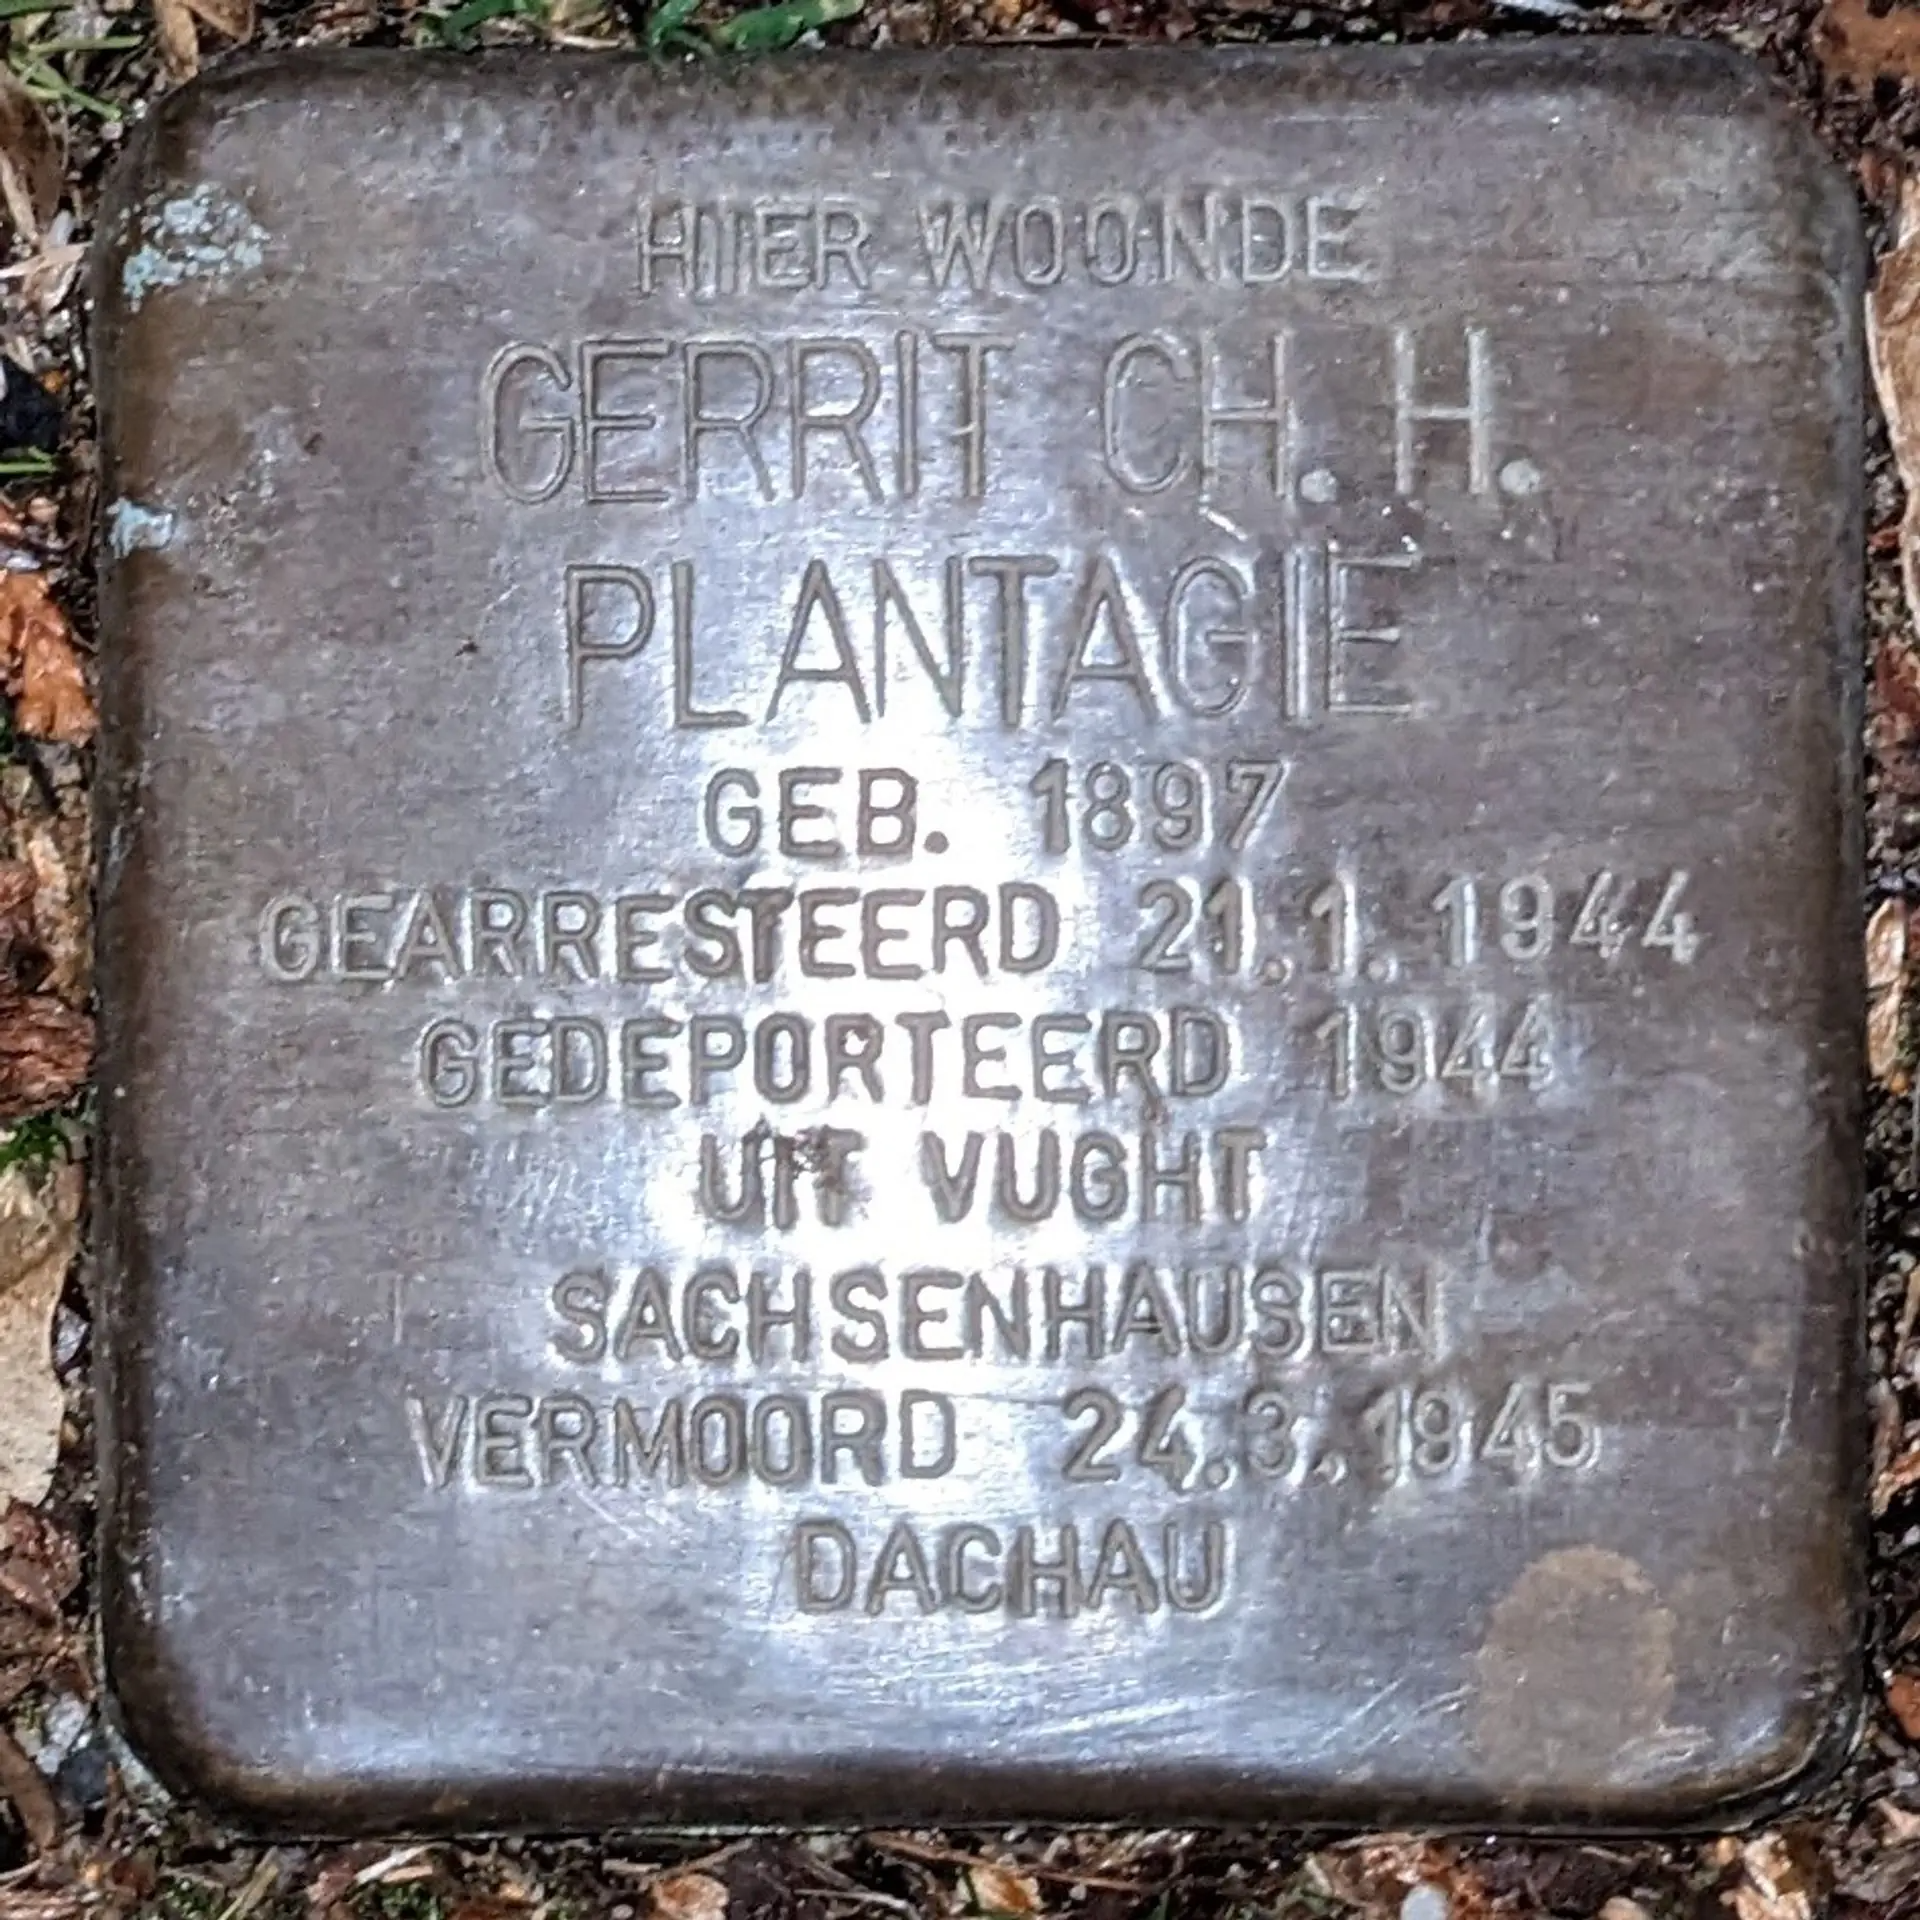 HIER WOONDE
GERRIT CH. H.
PLANTAGIE
GEB. 1897
GEARRESTEERD 21.1.1944
GEDEPORTEERD 1944
UIT VUGHT
SACHSENHAUSEN
VERMOORD 24.3.1945
DACHAU